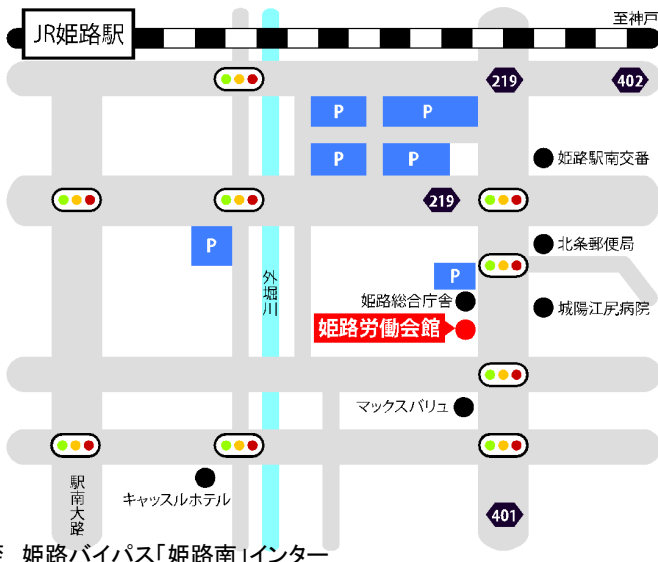 至神戸
JR姫路駅
219
402
P
P
P
P
姫路駅南交番
219
P
北条郵便局
P
外堀川
姫路総合庁舎
城陽江尻病院
姫路労働会館
マックスバリュ
駅南大路
キャッスルホテル
401
姫路バイパス「姫路南」インター